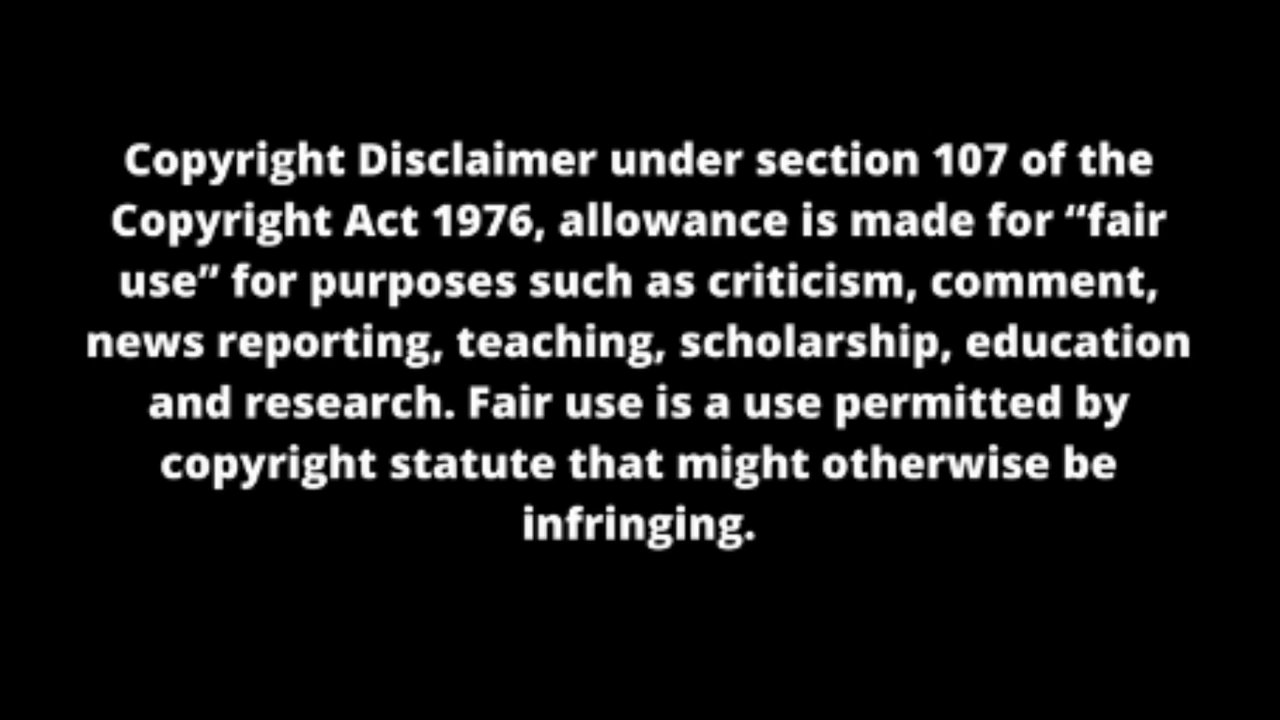 Copyright Disclaimer under section 107 of the
Copyright Act 1976, allowance is made for “fair
use” for purposes such as criticism, comment,
news reporting, teaching, scholarship, education
and research. Fair use is a use permitted by
copyright statute that might otherwise be
infringing.